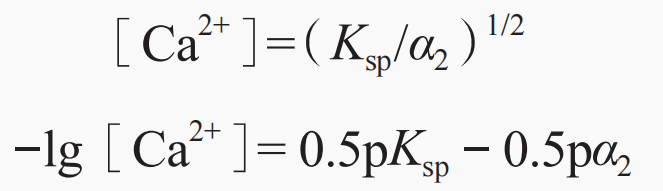 [Ca²⁺]=(Kₛₚ/α₂)¹/²
−lg [Ca²⁺]= 0.5pKₛₚ − 0.5pα₂